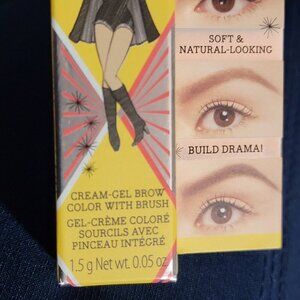 SOFT &
NATURAL-LOOKING
BUILD DRAMA!
CREAM-GEL BROW
COLOR WITH BRUSH
GEL-CRÈME COLORÉ
SOURCILS AVEC
PINCEAU INTÉGRÉ
1.5 g Net wt. 0.05 oz